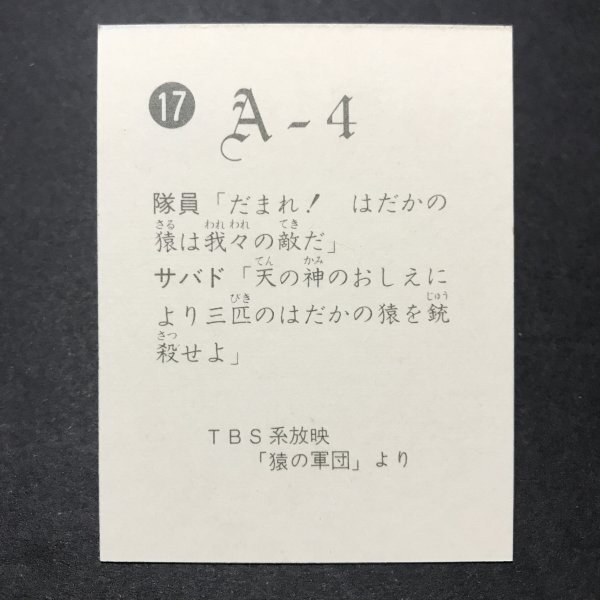 17
A-4
隊員「だまれ！　はだかの
猿は我々の敵だ」
サバド「天の神のおしえに
より三匹のはだかの猿を銃
殺せよ」
TBS系放映
「猿の軍団」より